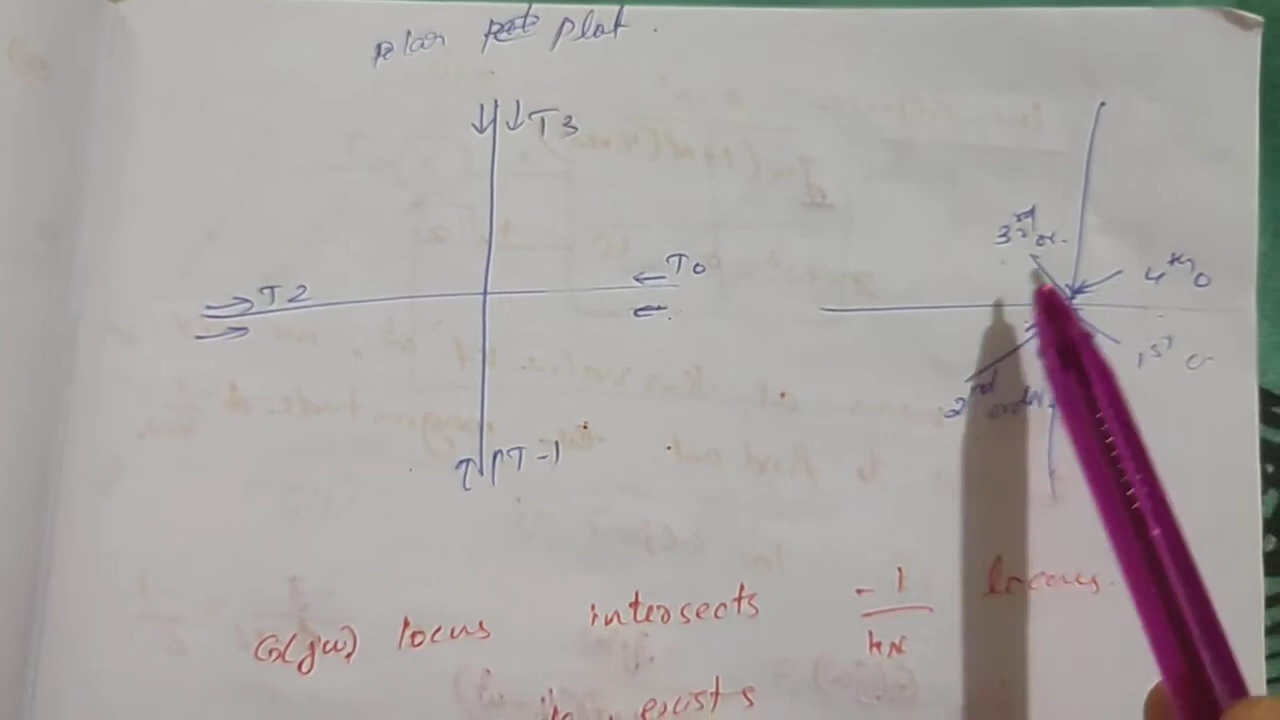 polar plot.
T3
T0
T2
T-1
3rd or.
4th o
1st o
2nd order
G(jω) locus intersects -1/kN locus.
exists